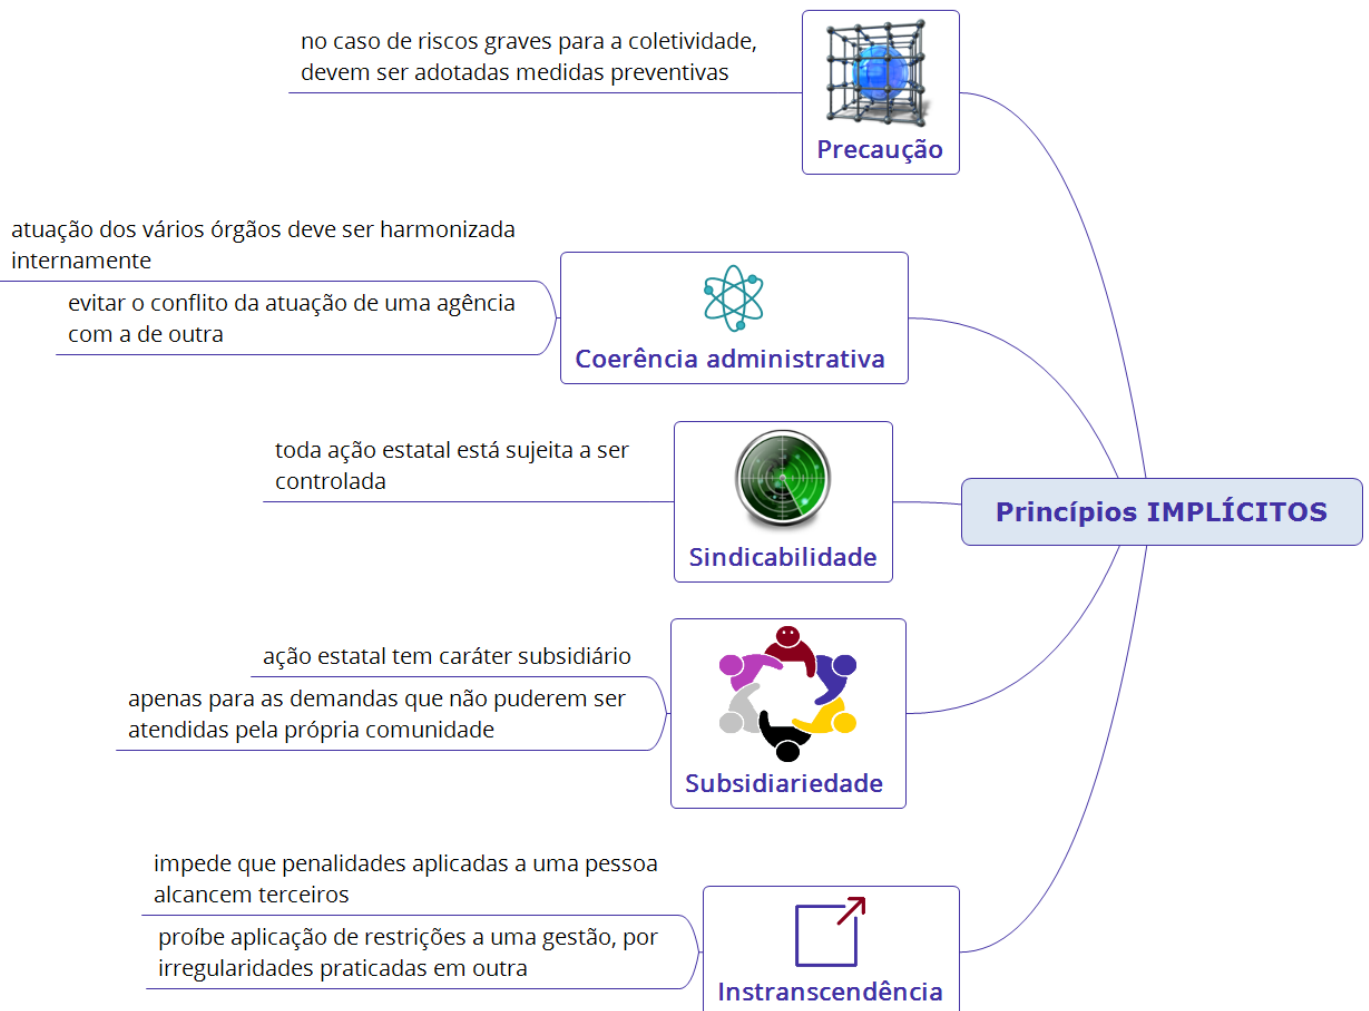 no caso de riscos graves para a coletividade,
devem ser adotadas medidas preventivas
Precaução
atuação dos vários órgãos deve ser harmonizada
internamente
evitar o conflito da atuação de uma agência
com a de outra
Coerência administrativa
toda ação estatal está sujeita a ser
controlada
Sindicabilidade
Princípios IMPLÍCITOS
ação estatal tem caráter subsidiário
apenas para as demandas que não puderem ser
atendidas pela própria comunidade
Subsidiariedade
impede que penalidades aplicadas a uma pessoa
alcancem terceiros
proíbe aplicação de restrições a uma gestão, por
irregularidades praticadas em outra
Instranscendência